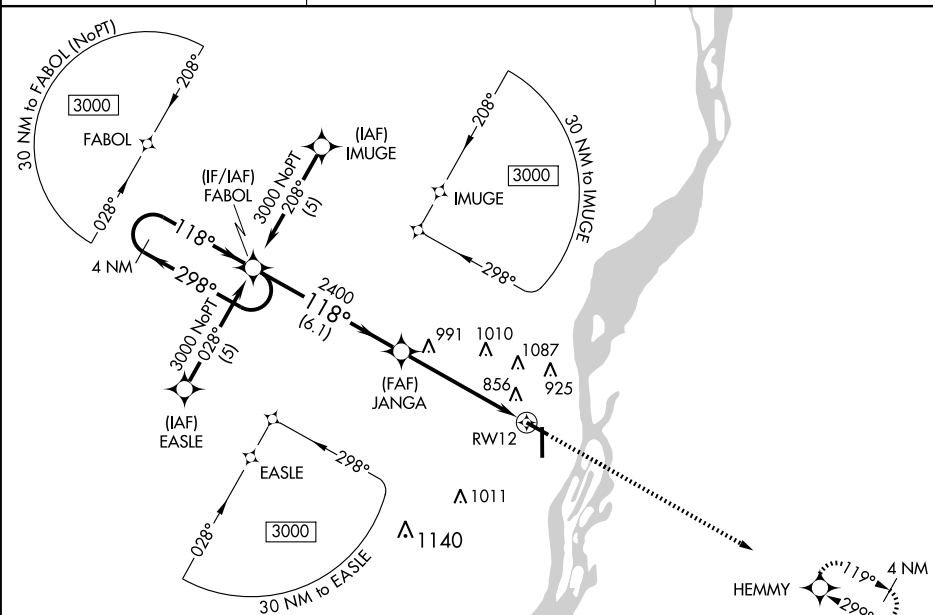 30 NM to FABOL (NoPT)
208°
3000
FABOL
028°
(IAF)
IMUGE
3000 NoPT
208°
(5)
(IF/IAF)
FABOL
118°
4 NM
298°
3000 NoPT
028°
(5)
(IAF)
EASLE
2400
118°
(6.1)
(FAF)
JANGA
208°
30 NM to IMUGE
3000
IMUGE
298°
991
1010
1087
856
925
RW12
1011
1140
EASLE
298°
028°
3000
30 NM to EASLE
HEMMY
119°
4 NM
299°